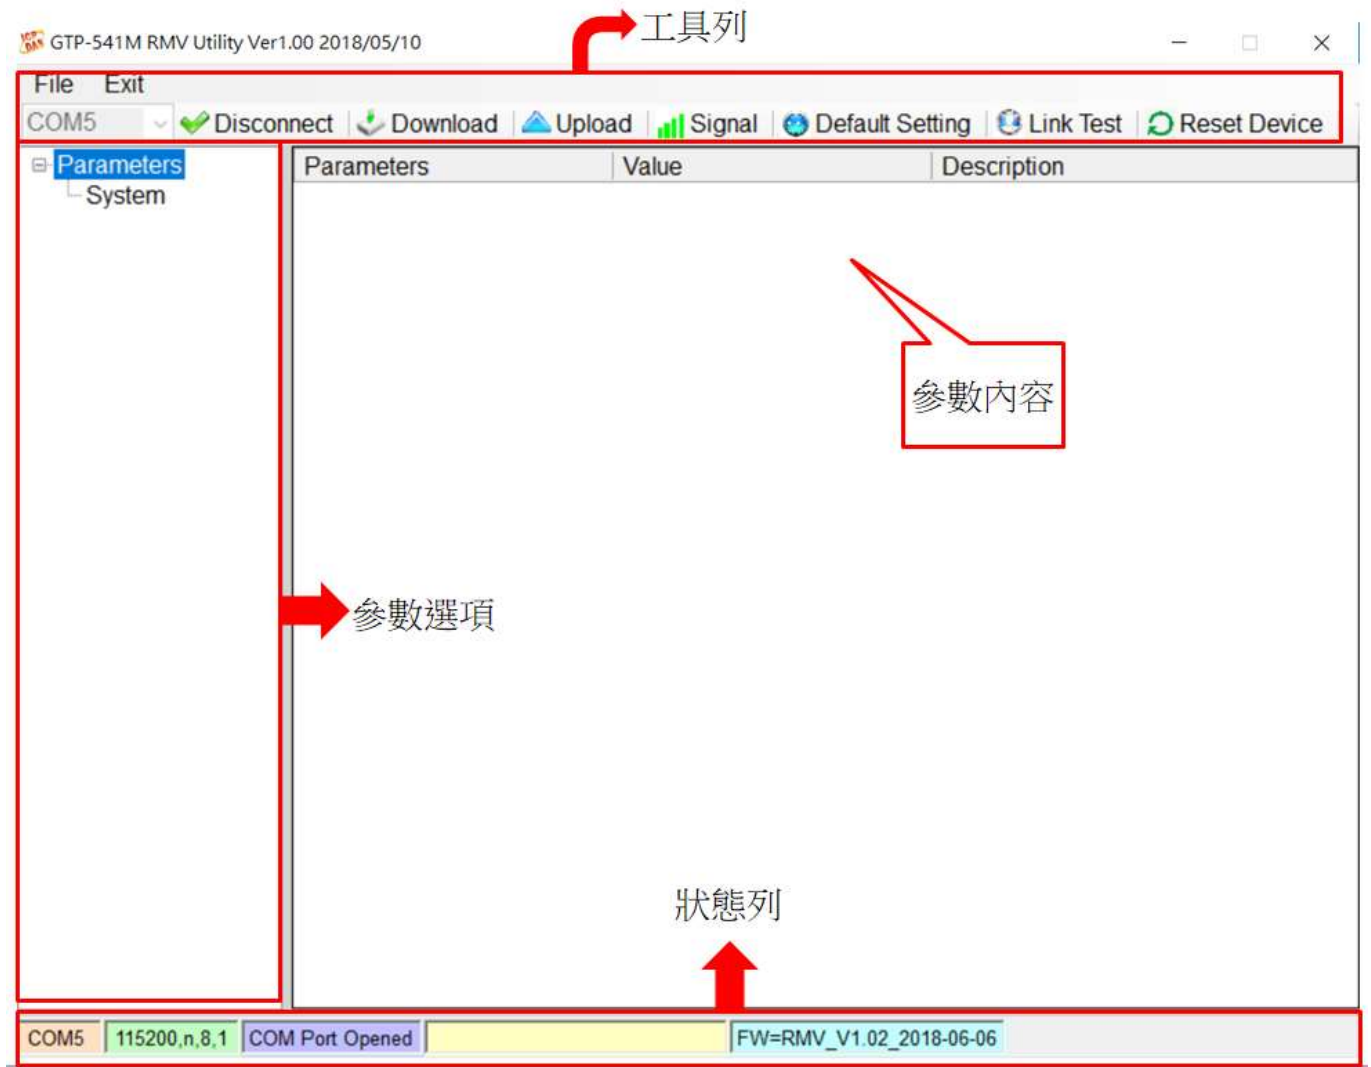 工具列
GTP-541M RMV Utility Ver1.00 2018/05/10
File Exit
COM5 Disconnect Download Upload Signal Default Setting Link Test Reset Device
Parameters Parameters Value Description
System
參數內容
參數選項
狀態列
COM5 115200,n,8,1 COM Port Opened FW=RMV_V1.02_2018-06-06